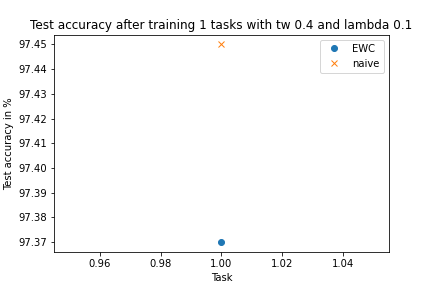 Test accuracy after training 1 tasks with tw 0.4 and lambda 0.1
EWC
naive
Test accuracy in %
97.45
97.44
97.43
97.42
97.41
97.40
97.39
97.38
97.37
0.96
0.98
1.00
1.02
1.04
Task